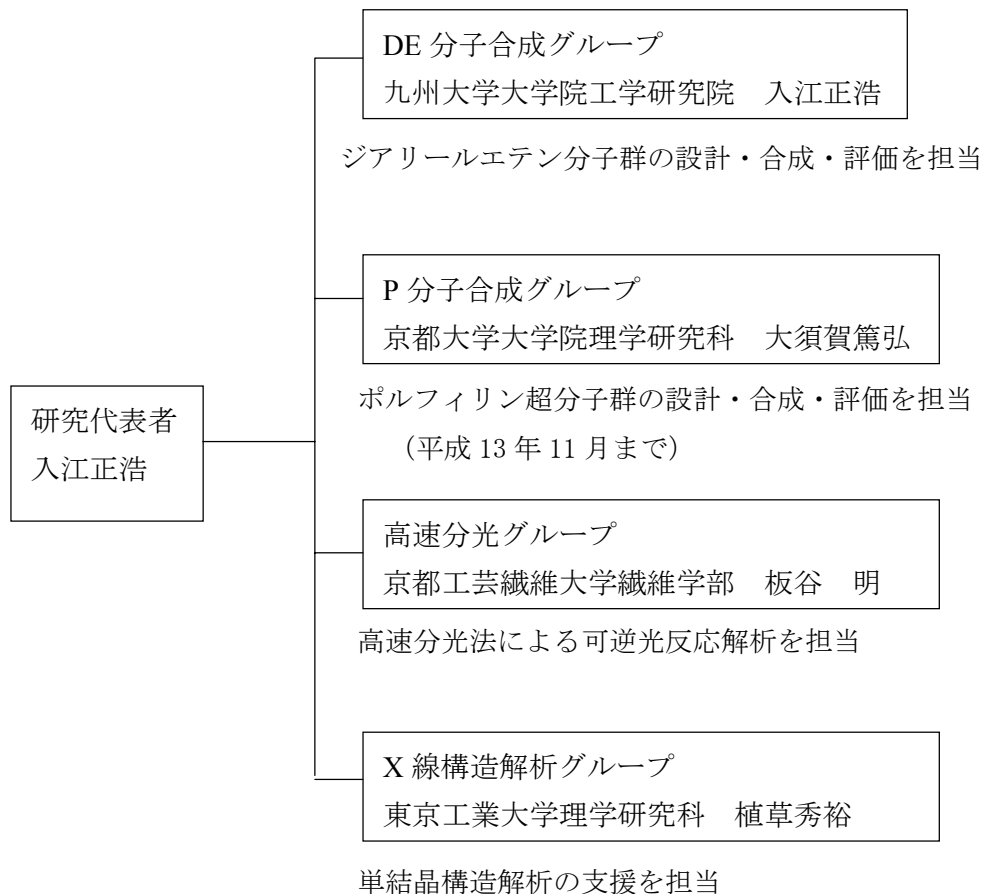 DE 分子合成グループ
九州大学大学院工学研究院　入江正浩
ジアリールエテン分子群の設計・合成・評価を担当
P 分子合成グループ
京都大学大学院理学研究科　大須賀篤弘
ポルフィリン超分子群の設計・合成・評価を担当
（平成 13 年 11 月まで）
研究代表者
入江正浩
高速分光グループ
京都工芸繊維大学繊維学部　板谷　明
高速分光法による可逆光反応解析を担当
X 線構造解析グループ
東京工業大学理学研究科　植草秀裕
単結晶構造解析の支援を担当